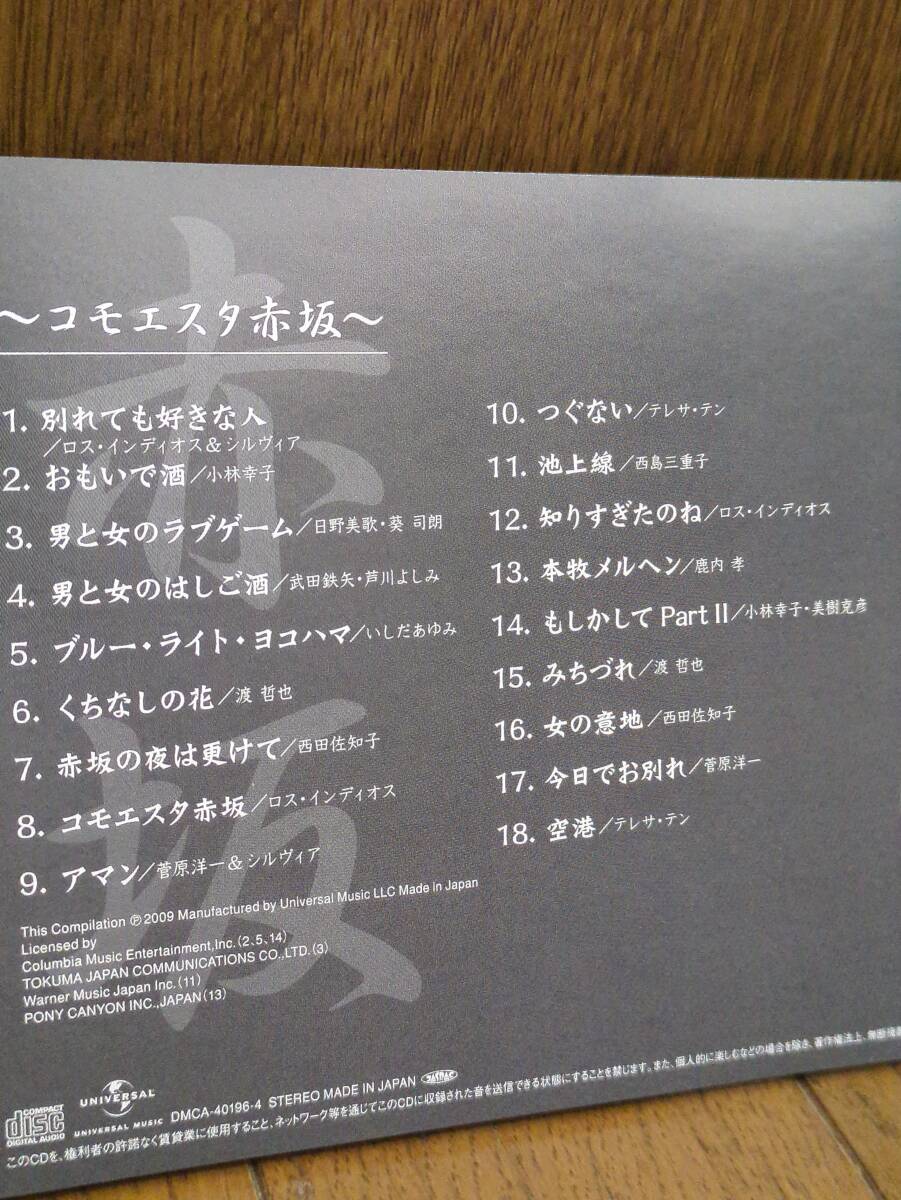 赤坂
～コモエスタ赤坂～
1. 別れても好きな人
／ロス・インディオス＆シルヴィア
2. おもいで酒／小林幸子
3. 男と女のラブゲーム／日野美歌・葵 司朗
4. 男と女のはしご酒／武田鉄矢・芦川よしみ
5. ブルー・ライト・ヨコハマ／いしだあゆみ
6. くちなしの花／渡 哲也
7. 赤坂の夜は更けて／西田佐知子
8. コモエスタ赤坂／ロス・インディオス
9. アマン／菅原洋一＆シルヴィア
10. つぐない／テレサ・テン
11. 池上線／西島三重子
12. 知りすぎたのね／ロス・インディオス
13. 本牧メルヘン／鹿内 孝
14. もしかして Part II／小林幸子・美樹克彦
15. みちづれ／渡 哲也
16. 女の意地／西田佐知子
17. 今日でお別れ／菅原洋一
18. 空港／テレサ・テン
This Compilation ℗ 2009 Manufactured by Universal Music LLC Made in Japan
Licensed by
Columbia Music Entertainment,Inc.(2、5、14)
TOKUMA JAPAN COMMUNICATIONS CO.,LTD.(3)
Warner Music Japan Inc.(11)
PONY CANYON INC.,JAPAN(13)
COMPACT
disc
DIGITAL AUDIO
UNIVERSAL
UNIVERSAL MUSIC
DMCA-40196-4 STEREO MADE IN JAPAN
JASRAC
このCDを、権利者の許諾なく賃貸業に使用すること、ネットワーク等を通じてこのCDに収録された音を送信できる状態にすることを禁じます。また、個人的に楽しむなどの場合を除き、著作権法上、無断複製